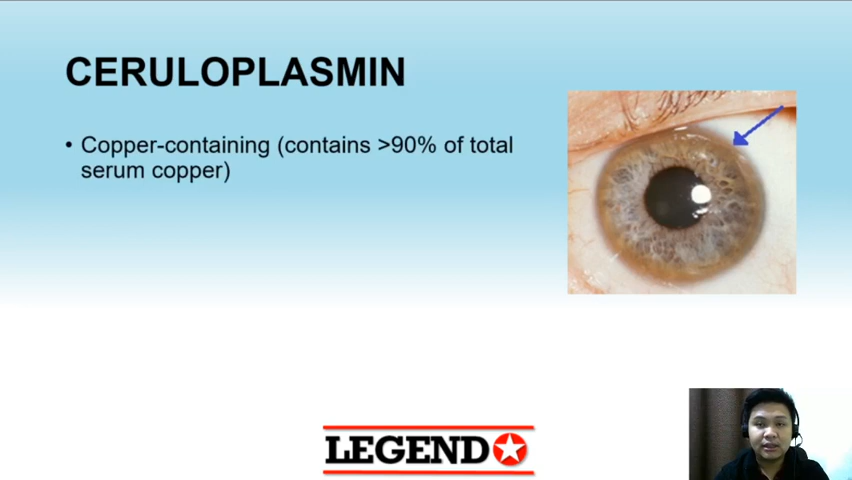 CERULOPLASMIN
• Copper-containing (contains >90% of total
serum copper)
LEGEND